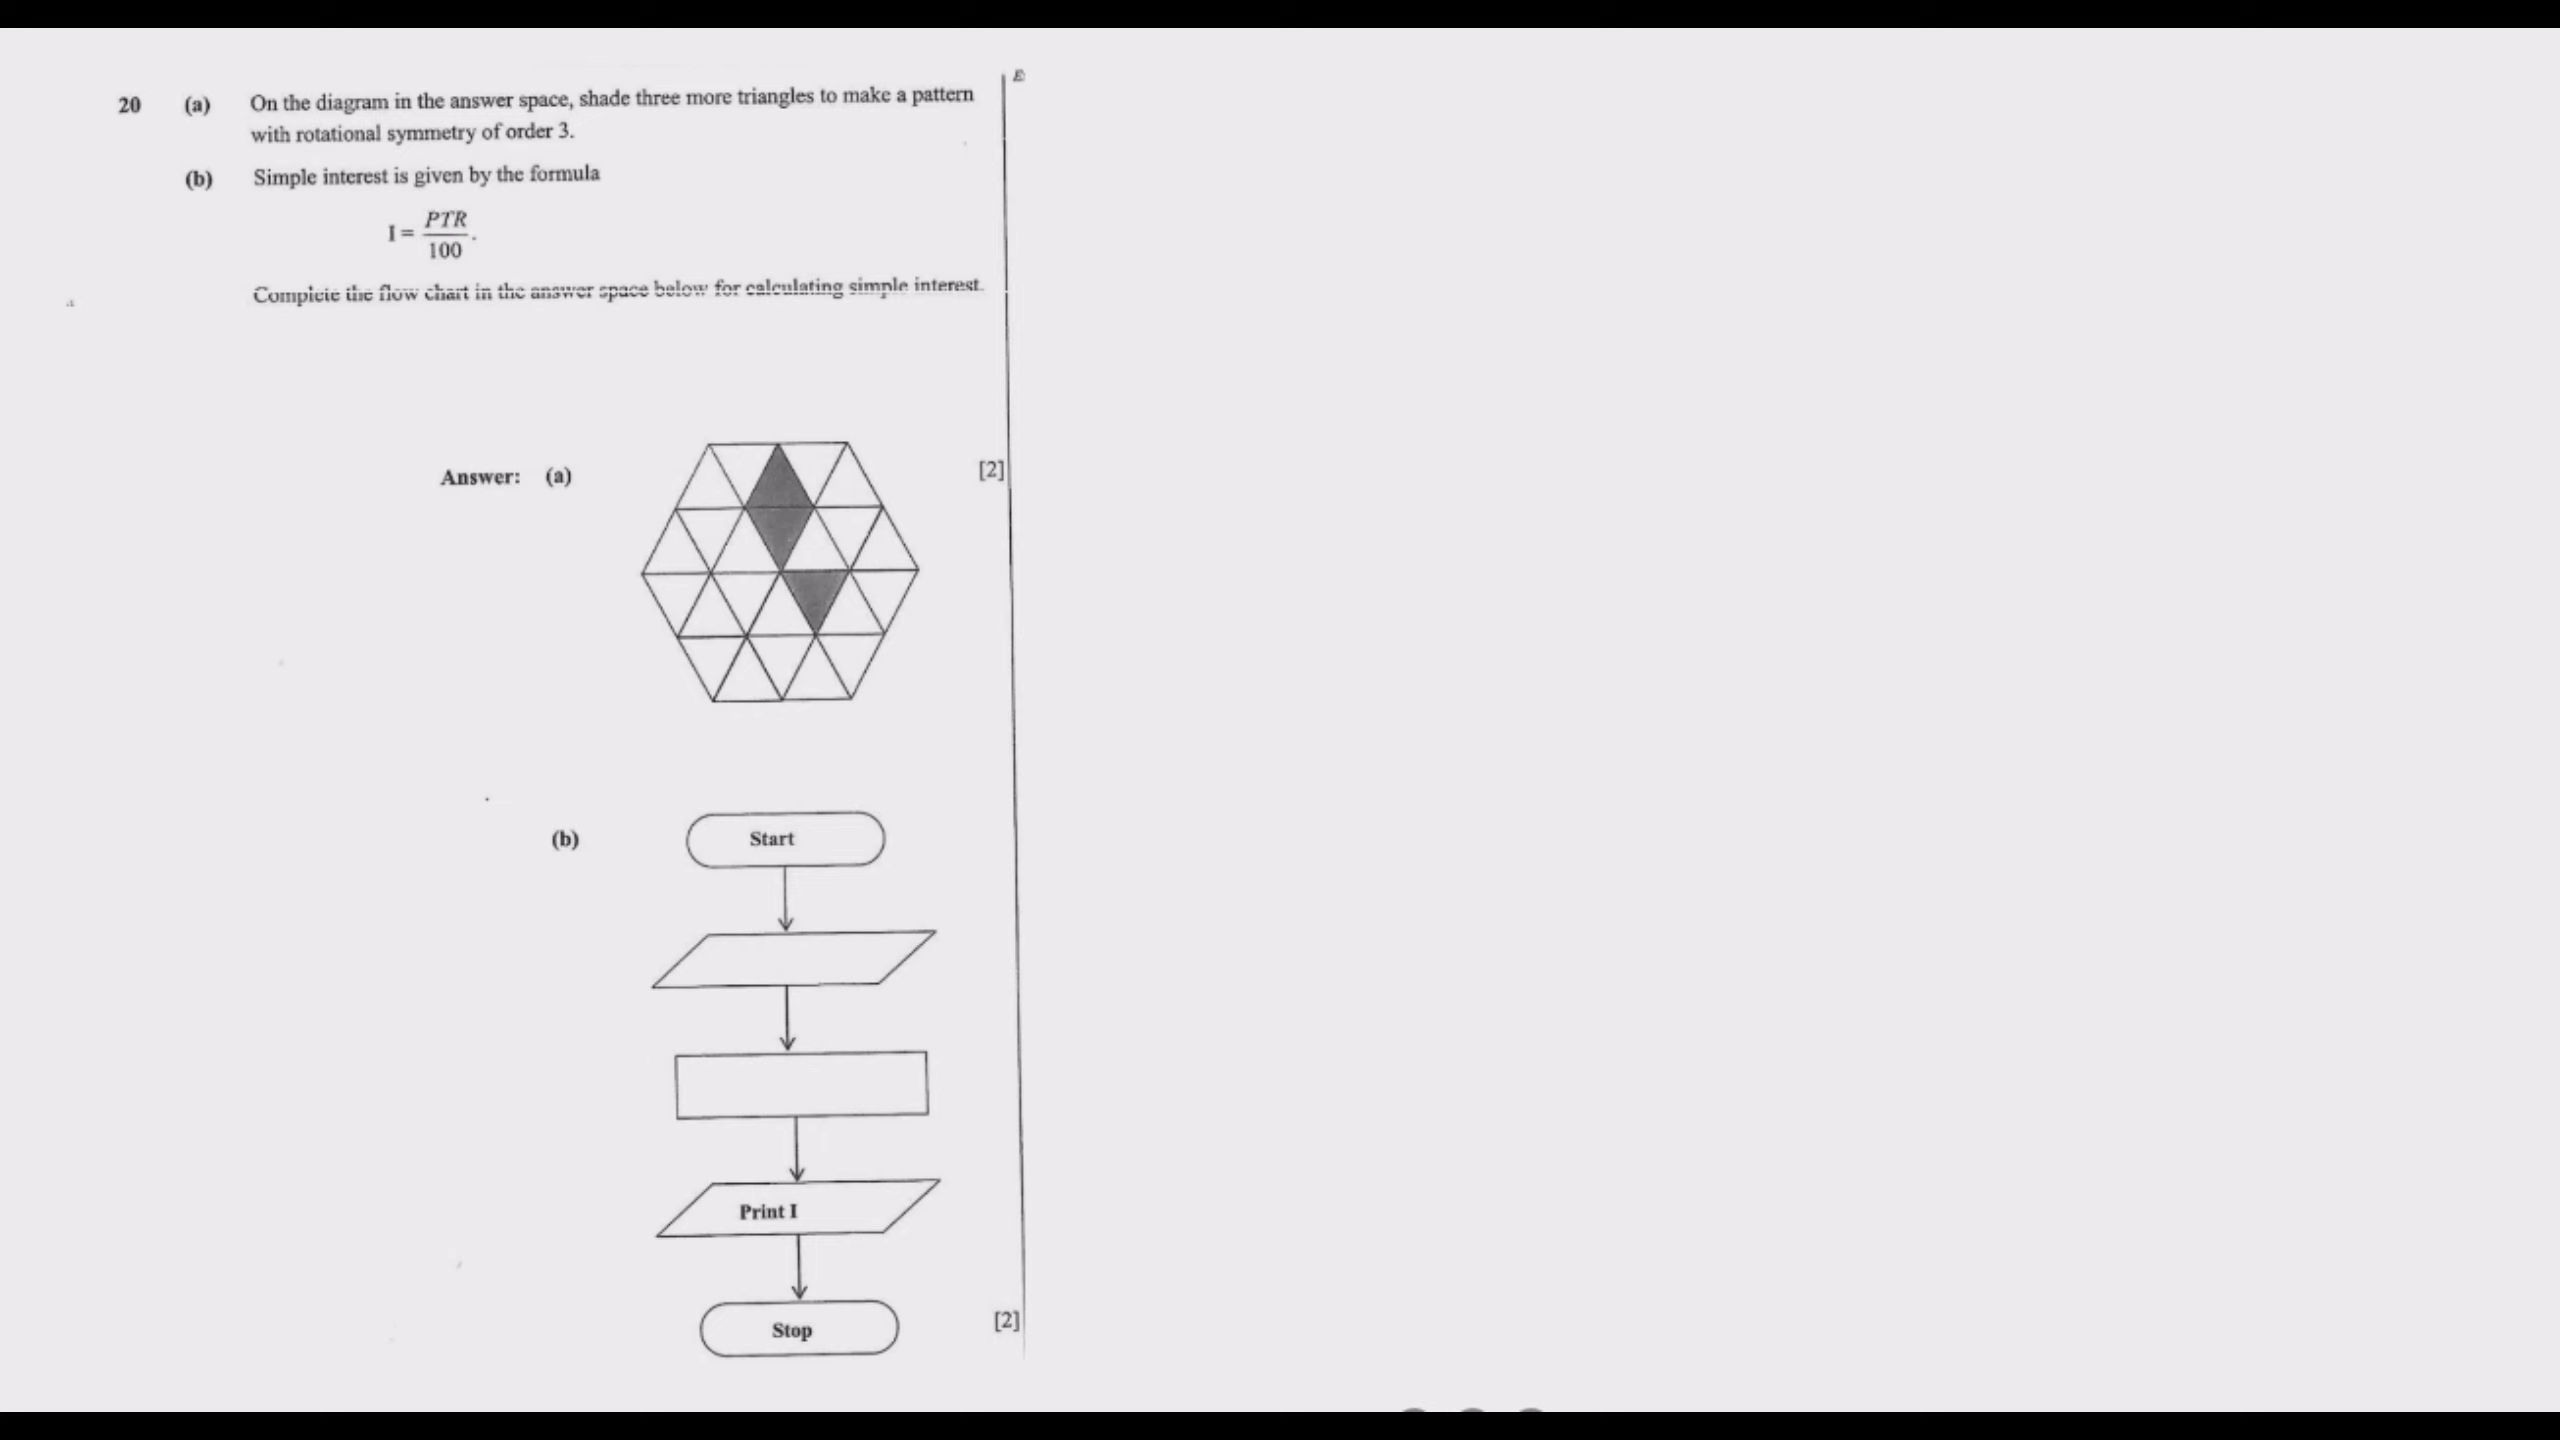 20 (a) On the diagram in the answer space, shade three more triangles to make a pattern
with rotational symmetry of order 3.
(b) Simple interest is given by the formula
I = PTR
100 .
Complete the flow chart in the answer space below for calculating simple interest.
Answer: (a) [2]
(b) Start
Print I
Stop [2]